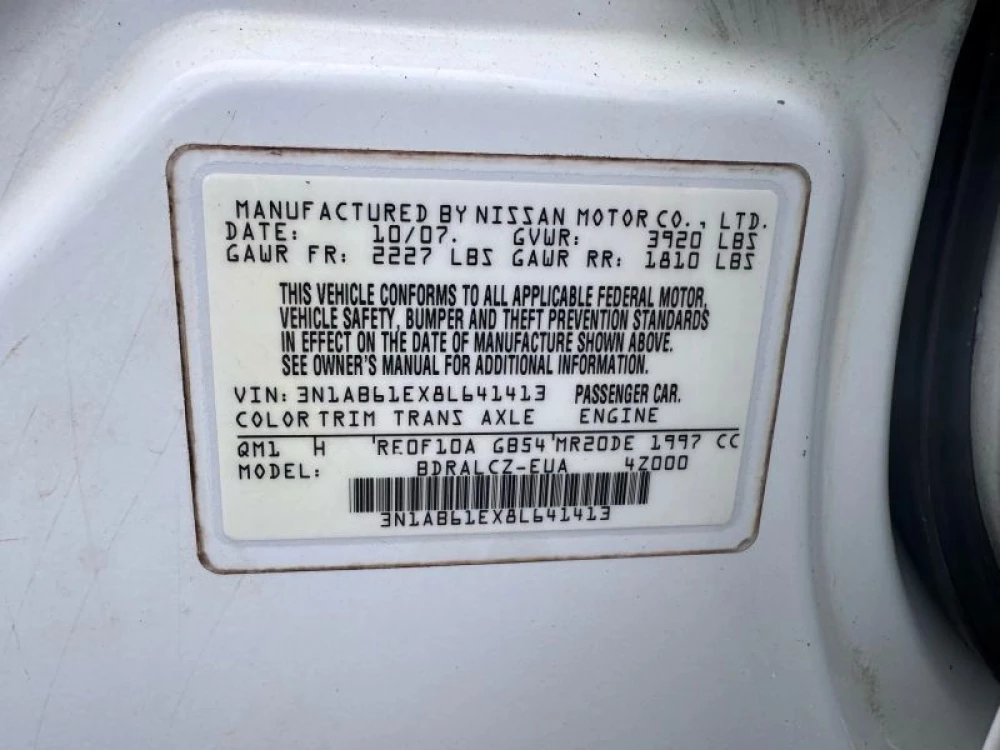 MANUFACTURED BY NISSAN MOTOR CO., LTD.
DATE: 10/07. GVWR: 3920 LBS
GAWR FR: 2227 LBS GAWR RR: 1810 LBS
THIS VEHICLE CONFORMS TO ALL APPLICABLE FEDERAL MOTOR,
VEHICLE SAFETY, BUMPER AND THEFT PREVENTION STANDARDS
IN EFFECT ON THE DATE OF MANUFACTURE SHOWN ABOVE.
SEE OWNER'S MANUAL FOR ADDITIONAL INFORMATION.
VIN: 3N1AB61EX8L641413 PASSENGER CAR.
COLOR TRIM TRANS AXLE ENGINE
QM1 H 'RE0F10A GB54 'MR20DE 1997 CC
MODEL: BDRALCZ-EUA 4Z000
3N1AB61EX8L641413